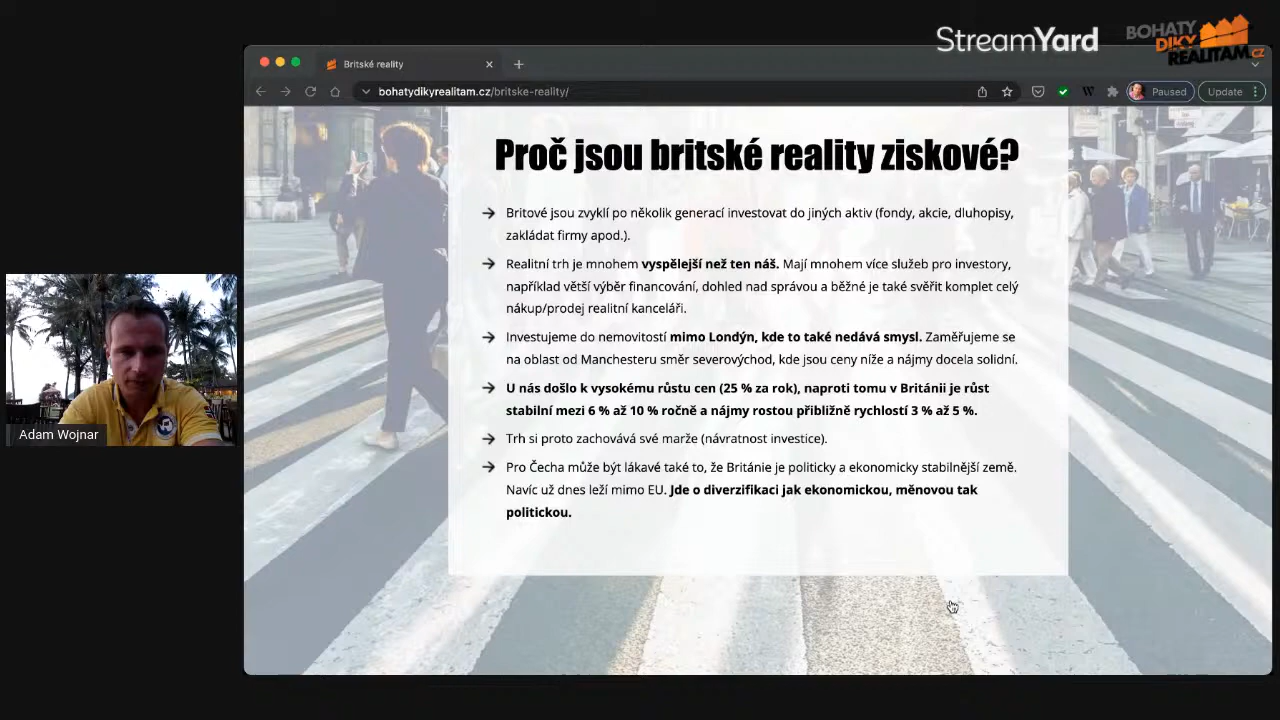 StreamYard
BOHATY
DIKY
REALITAM.CZ
Britské reality
bohatydikyrealitam.cz/britske-reality/
W
Paused
Update
Proč jsou britské reality ziskové?
Britové jsou zvyklí po několik generací investovat do jiných aktiv (fondy, akcie, dluhopisy,
zakládat firmy apod.).
Realitní trh je mnohem vyspělejší než ten náš. Mají mnohem více služeb pro investory,
například větší výběr financování, dohled nad správou a běžné je také svěřit komplet celý
nákup/prodej realitní kanceláři.
Investujeme do nemovitostí mimo Londýn, kde to také nedává smysl. Zaměřujeme se
na oblast od Manchesteru směr severovýchod, kde jsou ceny níže a nájmy docela solidní.
U nás došlo k vysokému růstu cen (25 % za rok), naproti tomu v Británii je růst
stabilní mezi 6 % až 10 % ročně a nájmy rostou přibližně rychlostí 3 % až 5 %.
Trh si proto zachovává své marže (návratnost investice).
Pro Čecha může být lákavé také to, že Británie je politicky a ekonomicky stabilnější země.
Navíc už dnes leží mimo EU. Jde o diverzifikaci jak ekonomickou, měnovou tak
politickou.
Adam Wojnar